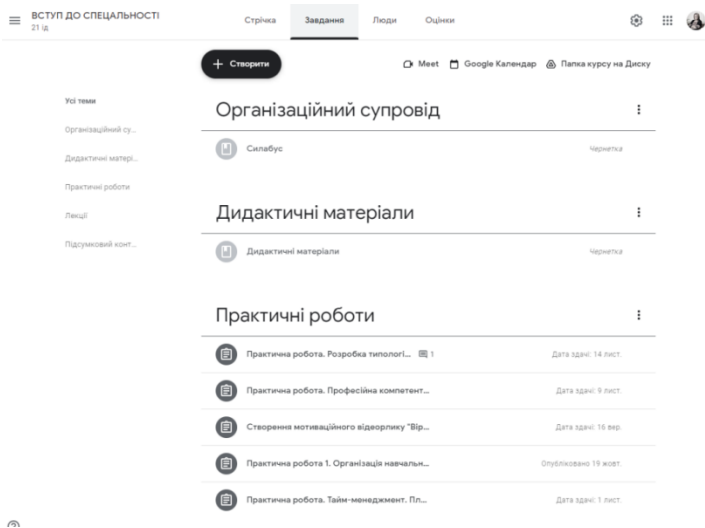 ВСТУП ДО СПЕЦАЛЬНОСТІ
21 ід
Стрічка Завдання Люди Оцінки
Створити
Meet Google Календар Папка курсу на Диску
Усі теми
Організаційний су...
Дидактичні матері...
Практичні роботи
Лекції
Підсумковий конт...
Організаційний супровід
Силабус Чернетка
Дидактичні матеріали
Дидактичні матеріали Чернетка
Практичні роботи
Практична робота. Розробка типологі... 1 Дата здачі: 14 лист.
Практична робота. Професійна компетент... Дата здачі: 9 лист.
Створення мотиваційного відеорлику "Вір... Дата здачі: 16 вер.
Практична робота 1. Організація навчальн... Опубліковано 19 жовт.
Практична робота. Тайм-менеджмент. Пл... Дата здачі: 1 лист.